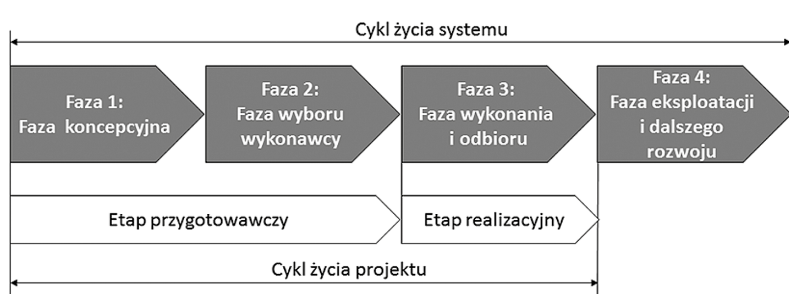 Cykl życia systemu
Faza 1:
Faza koncepcyjna
Faza 2:
Faza wyboru
wykonawcy
Faza 3:
Faza wykonania
i odbioru
Faza 4:
Faza eksploatacji
i dalszego
rozwoju
Etap przygotowawczy
Etap realizacyjny
Cykl życia projektu